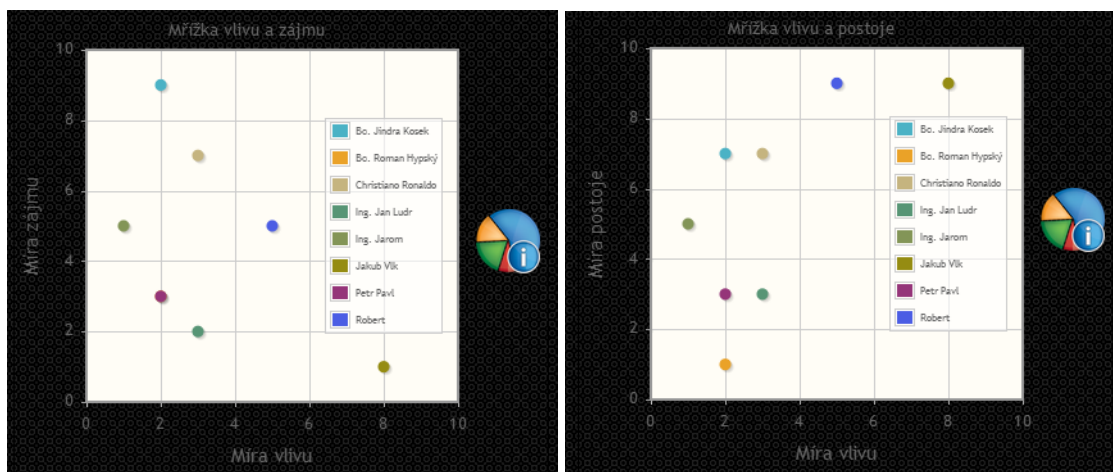 Mřížka vlivu a zájmu
10
8
6
4
2
0
0
2
4
6
8
10
Míra zájmu
Míra vlivu
Bc. Jindra Kosek
Bc. Roman Hypský
Christiano Ronaldo
Ing. Jan Ludr
Ing. Jarom
Jakub Vlk
Petr Pavl
Robert
i
Mřížka vlivu a postoje
10
8
6
4
2
0
0
2
4
6
8
10
Míra postoje
Míra vlivu
Bc. Jindra Kosek
Bc. Roman Hypský
Christiano Ronaldo
Ing. Jan Ludr
Ing. Jarom
Jakub Vlk
Petr Pavl
Robert
i